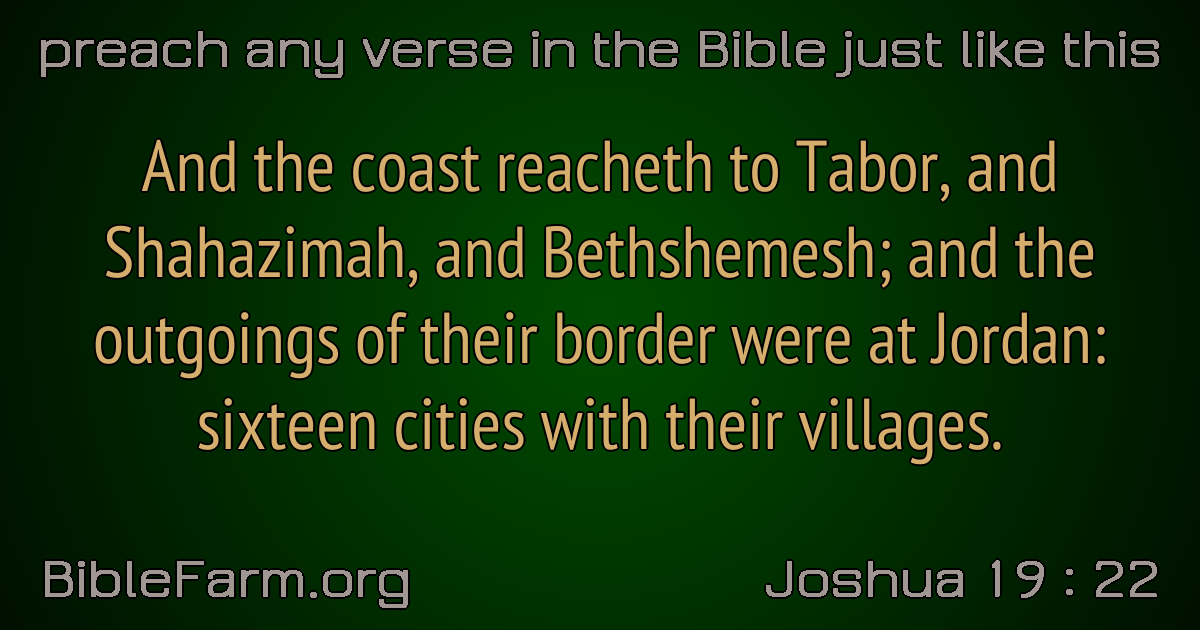 preach any verse in the Bible just like this
And the coast reacheth to Tabor, and
Shahazimah, and Bethshemesh; and the
outgoings of their border were at Jordan:
sixteen cities with their villages.
BibleFarm.org
Joshua 19 : 22